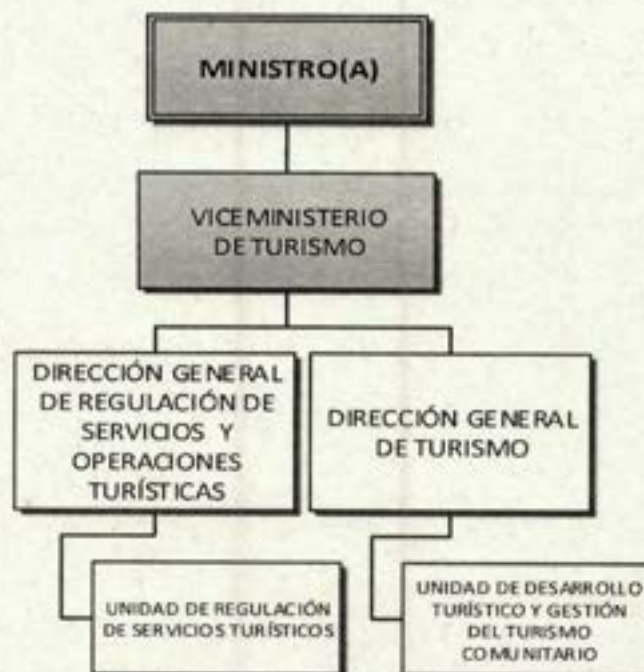 MINISTRO(A)
VICEMINISTERIO
DE TURISMO
DIRECCIÓN GENERAL
DE REGULACIÓN DE
SERVICIOS Y
OPERACIONES
TURÍSTICAS
DIRECCIÓN GENERAL
DE TURISMO
UNIDAD DE REGULACIÓN
DE SERVICIOS TURÍSTICOS
UNIDAD DE DESARROLLO
TURÍSTICO Y GESTIÓN
DEL TURISMO
COMUNITARIO